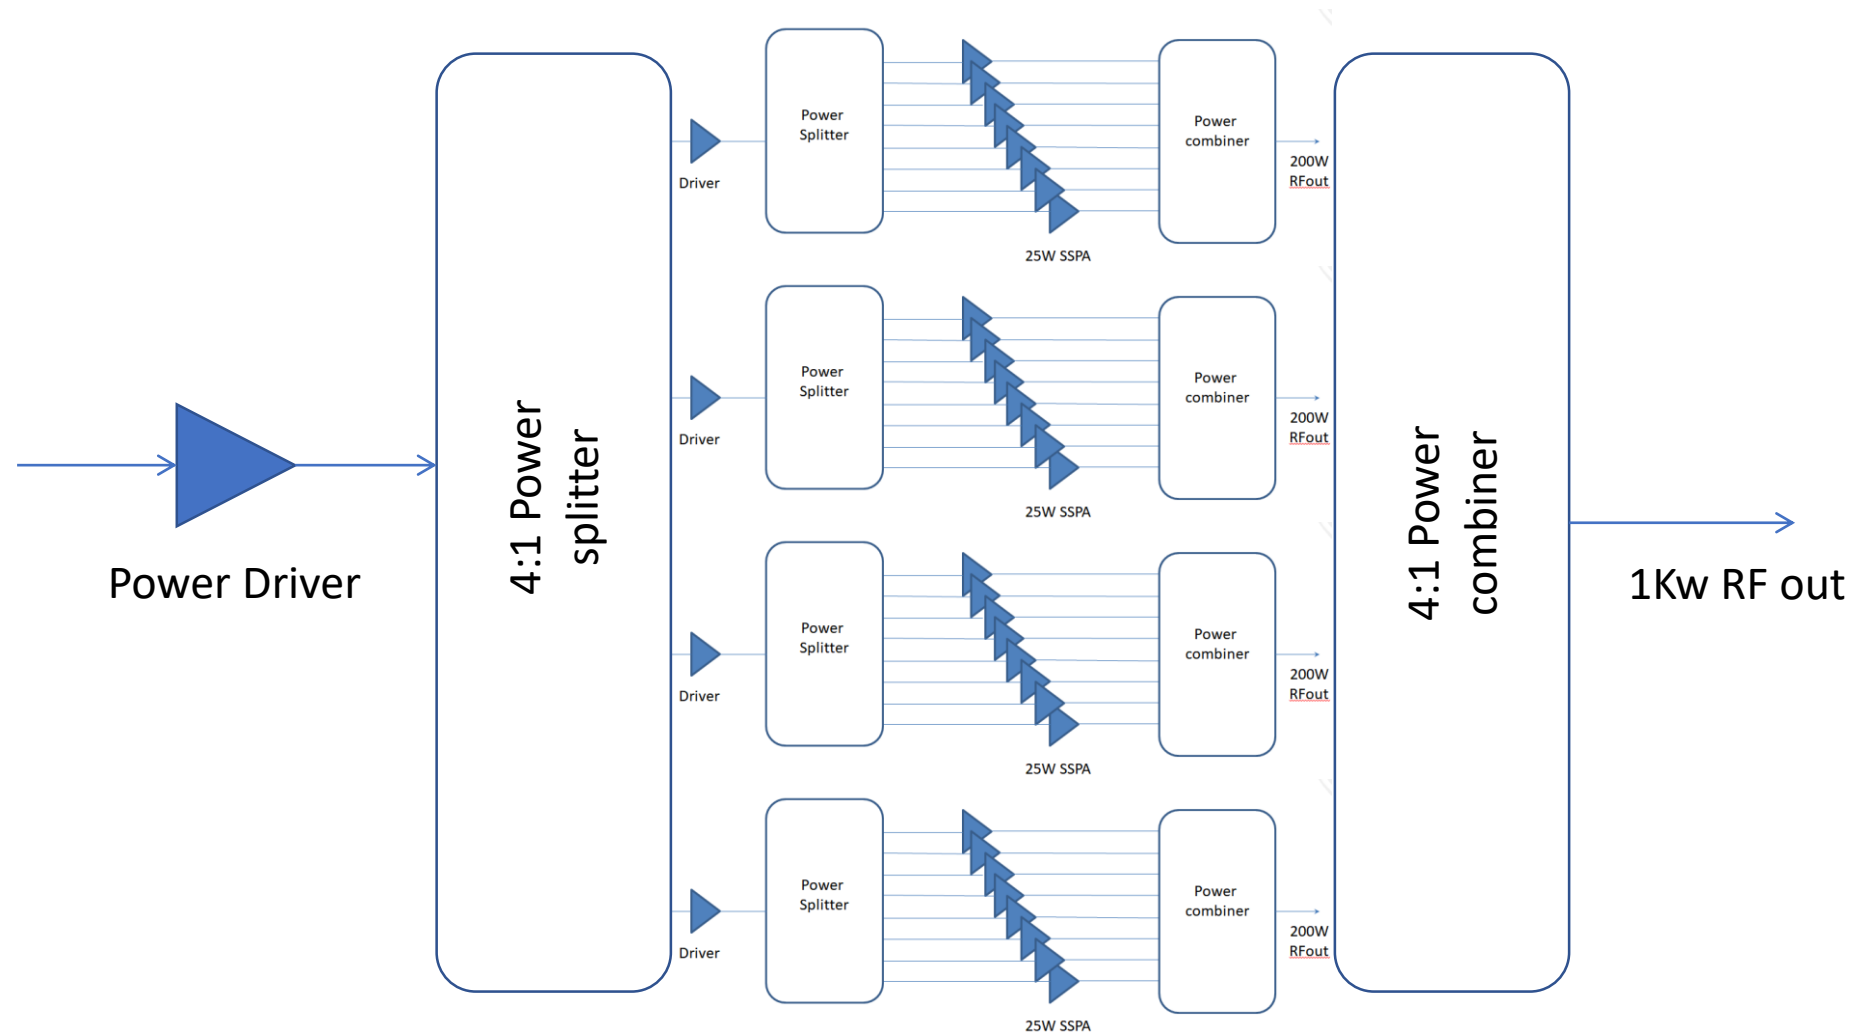 Power Driver
4:1 Power
splitter
Driver
Power
Splitter
25W SSPA
Power
combiner
200W
RFout
Driver
Power
Splitter
25W SSPA
Power
combiner
200W
RFout
Driver
Power
Splitter
25W SSPA
Power
combiner
200W
RFout
Driver
Power
Splitter
25W SSPA
Power
combiner
200W
RFout
4:1 Power
combiner
1Kw RF out